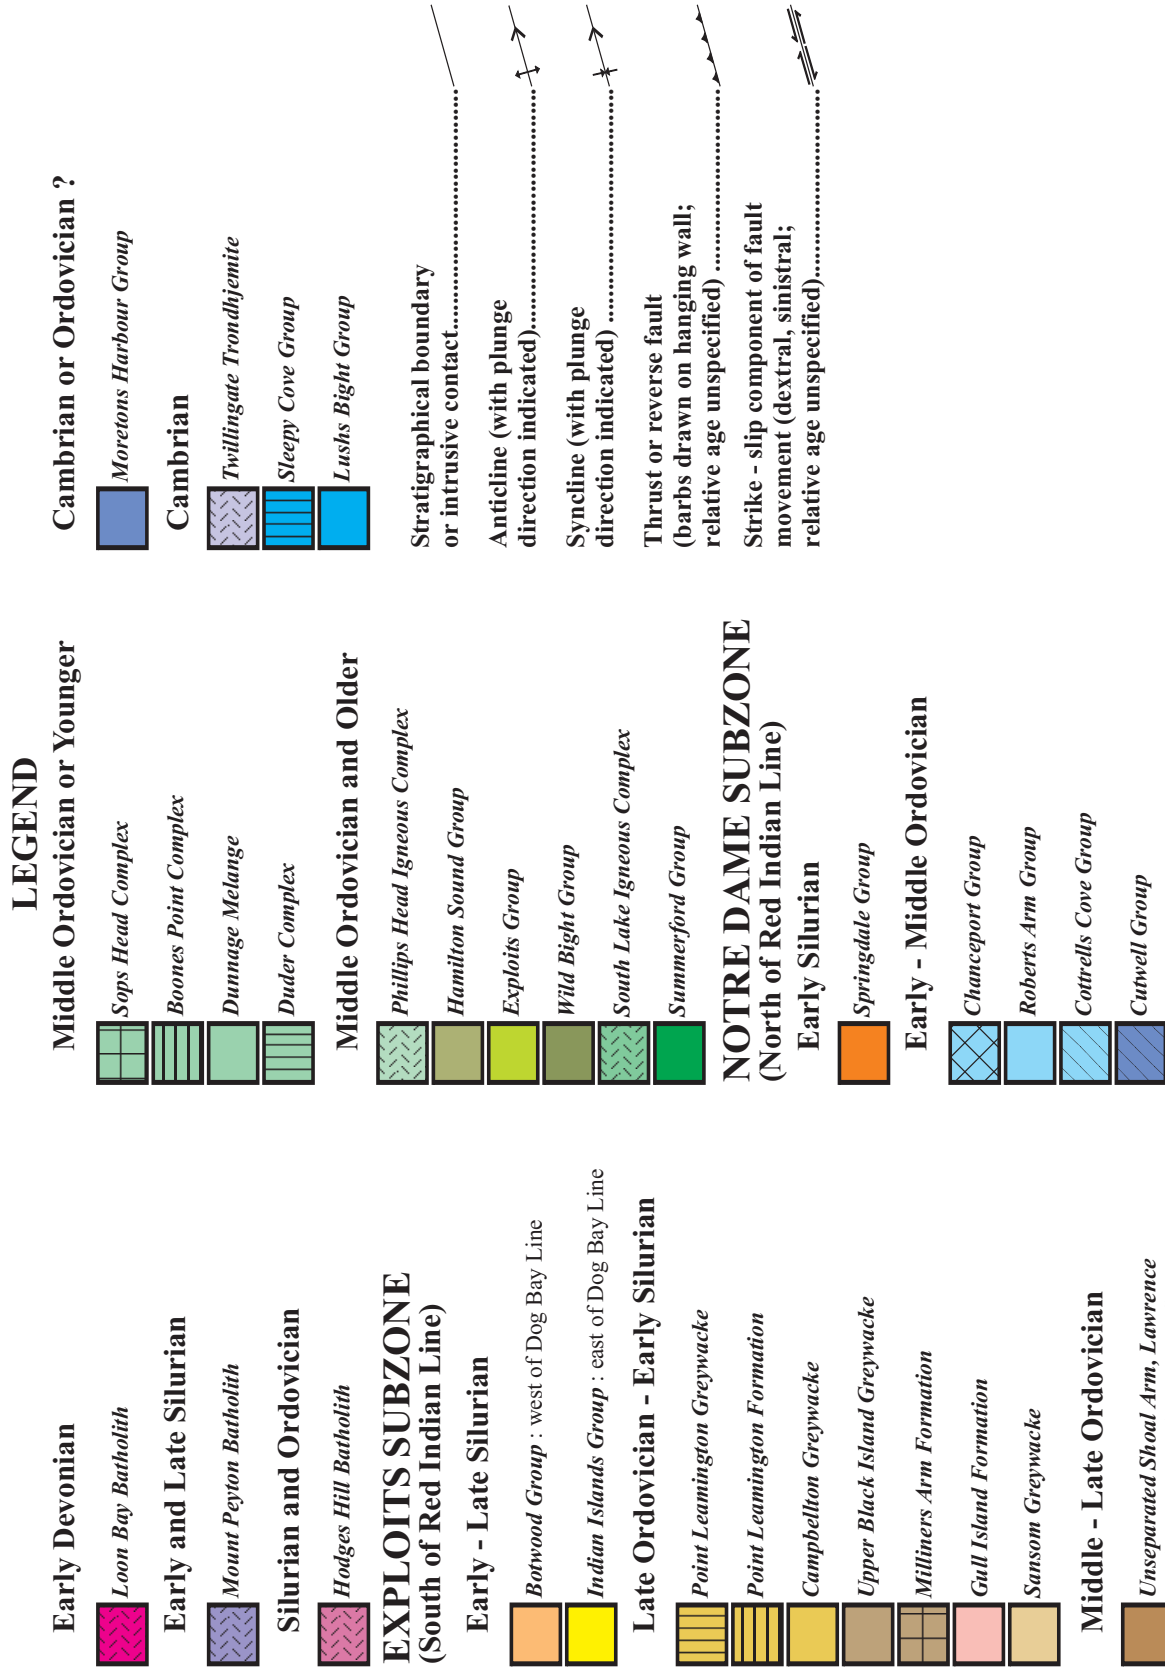 LEGEND
Early Devonian
Loon Bay Batholith
Early and Late Silurian
Mount Peyton Batholith
Silurian and Ordovician
Hodges Hill Batholith
EXPLOITS SUBZONE
(South of Red Indian Line)
Early - Late Silurian
Botwood Group : west of Dog Bay Line
Indian Islands Group : east of Dog Bay Line
Late Ordovician - Early Silurian
Point Leamington Greywacke
Point Leamington Formation
Campbellton Greywacke
Upper Black Island Greywacke
Milliners Arm Formation
Gull Island Formation
Sansom Greywacke
Middle - Late Ordovician
Unseparated Shoal Arm, Lawrence
Middle Ordovician or Younger
Sops Head Complex
Boones Point Complex
Dunnage Melange
Duder Complex
Middle Ordovician and Older
Phillips Head Igneous Complex
Hamilton Sound Group
Exploits Group
Wild Bight Group
South Lake Igneous Complex
Summerford Group
NOTRE DAME SUBZONE
(North of Red Indian Line)
Early Silurian
Springdale Group
Early - Middle Ordovician
Chanceport Group
Roberts Arm Group
Cottrells Cove Group
Cutwell Group
Cambrian or Ordovician ?
Moretons Harbour Group
Cambrian
Twillingate Trondhjemite
Sleepy Cove Group
Lushs Bight Group
Stratigraphical boundary
or intrusive contact
Anticline (with plunge
direction indicated)
Syncline (with plunge
direction indicated)
Thrust or reverse fault
(barbs drawn on hanging wall;
relative age unspecified)
Strike - slip component of fault
movement (dextral, sinistral;
relative age unspecified)